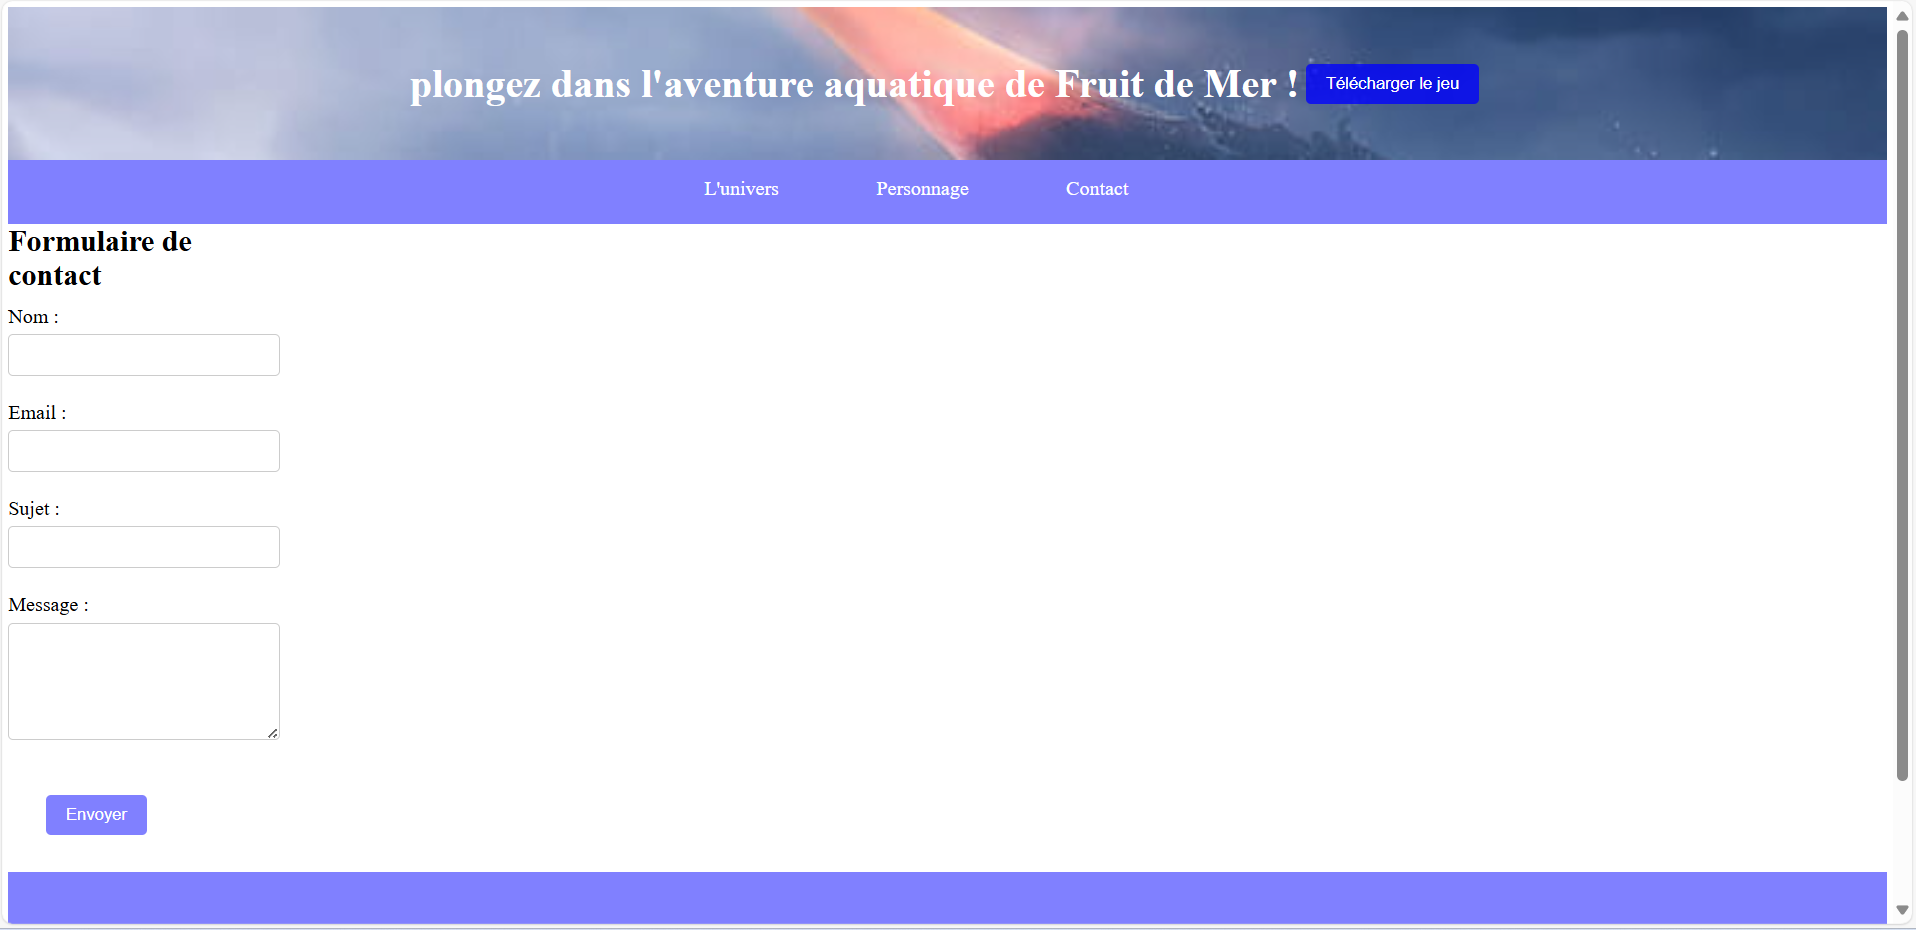 plongez dans l'aventure aquatique de Fruit de Mer ! Télécharger le jeu
L'univers Personnage Contact
Formulaire de
contact
Nom :
Email :
Sujet :
Message :
Envoyer